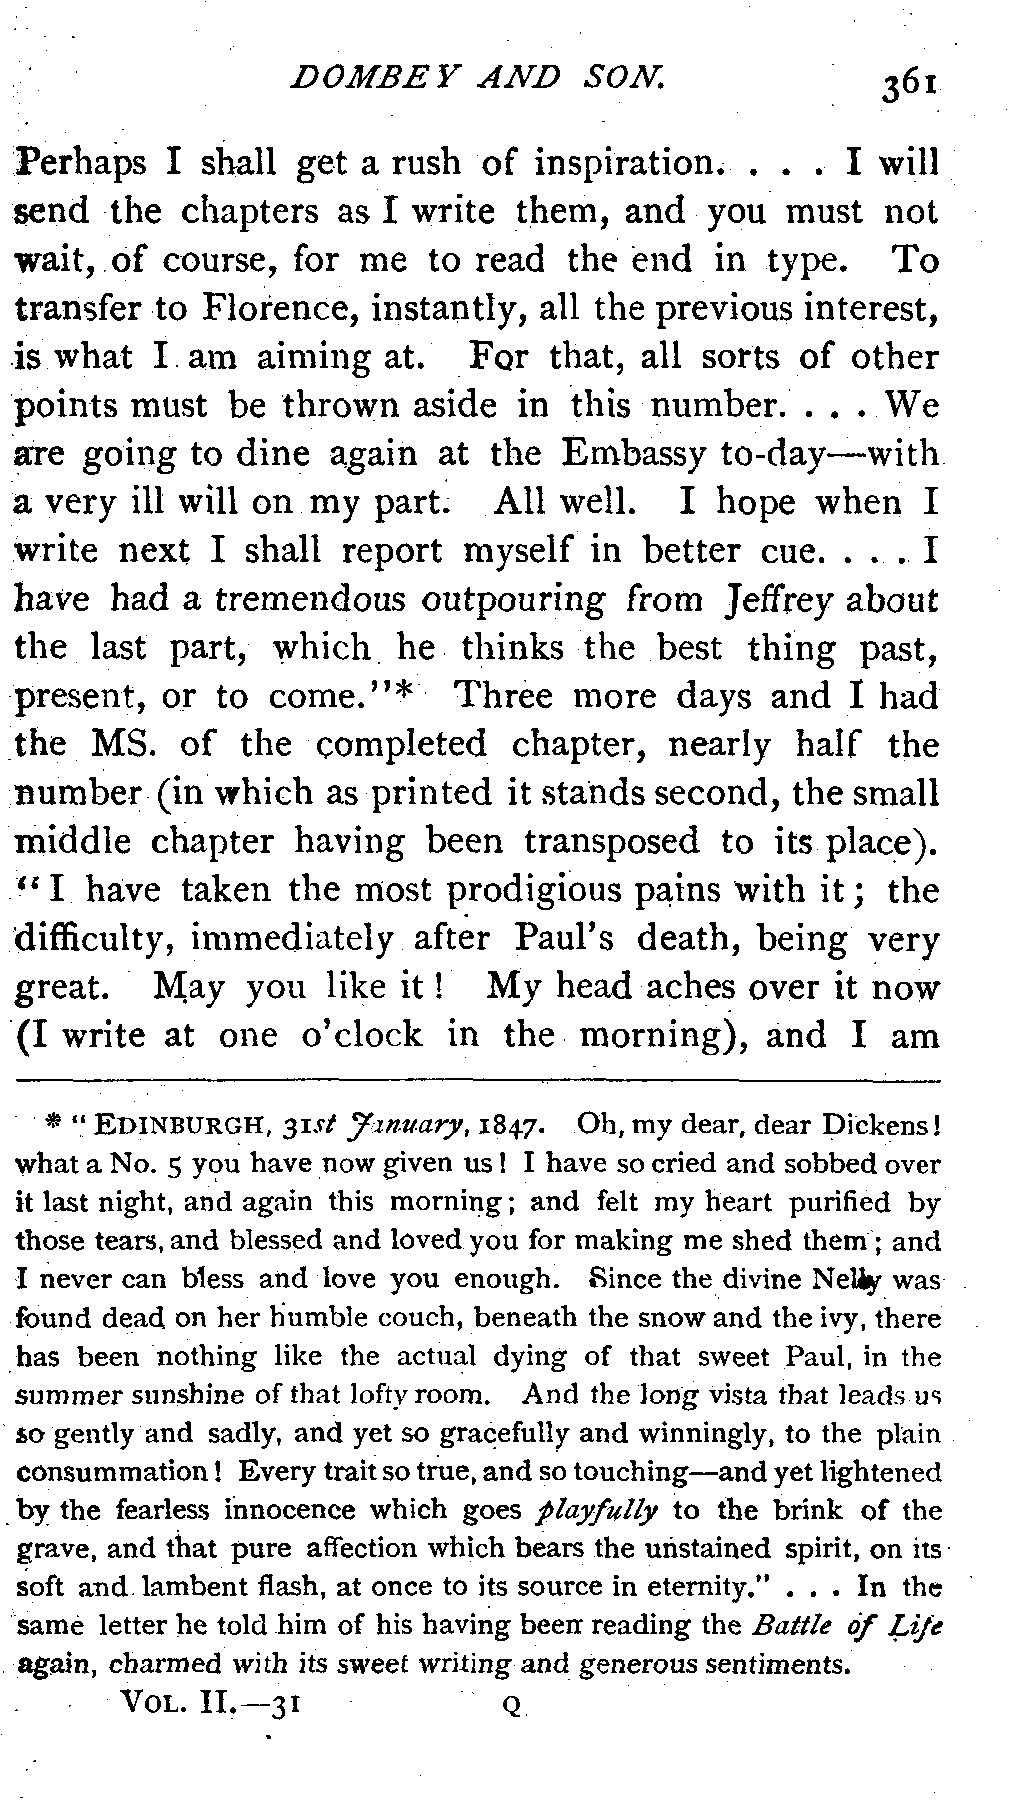 DOMBEY AND SON. 361
Perhaps I shall get a rush of inspiration. . . . I will
send the chapters as I write them, and you must not
wait, of course, for me to read the end in type. To
transfer to Florence, instantly, all the previous interest,
is what I am aiming at. For that, all sorts of other
points must be thrown aside in this number. . . . We
are going to dine again at the Embassy to-day—with
a very ill will on my part. All well. I hope when I
write next I shall report myself in better cue. . . . I
have had a tremendous outpouring from Jeffrey about
the last part, which he thinks the best thing past,
present, or to come."* Three more days and I had
the MS. of the completed chapter, nearly half the
number (in which as printed it stands second, the small
middle chapter having been transposed to its place).
"I have taken the most prodigious pains with it; the
difficulty, immediately after Paul's death, being very
great. May you like it! My head aches over it now
(I write at one o'clock in the morning), and I am
* "EDINBURGH, 31st January, 1847. Oh, my dear, dear Dickens!
what a No. 5 you have now given us! I have so cried and sobbed over
it last night, and again this morning; and felt my heart purified by
those tears, and blessed and loved you for making me shed them; and
I never can bless and love you enough. Since the divine Nelly was
found dead on her humble couch, beneath the snow and the ivy, there
has been nothing like the actual dying of that sweet Paul, in the
summer sunshine of that lofty room. And the long vista that leads us
so gently and sadly, and yet so gracefully and winningly, to the plain
consummation! Every trait so true, and so touching—and yet lightened
by the fearless innocence which goes playfully to the brink of the
grave, and that pure affection which bears the unstained spirit, on its
soft and lambent flash, at once to its source in eternity." . . . In the
same letter he told him of his having been reading the Battle of Life
again, charmed with its sweet writing and generous sentiments.
VOL. II.—31 Q